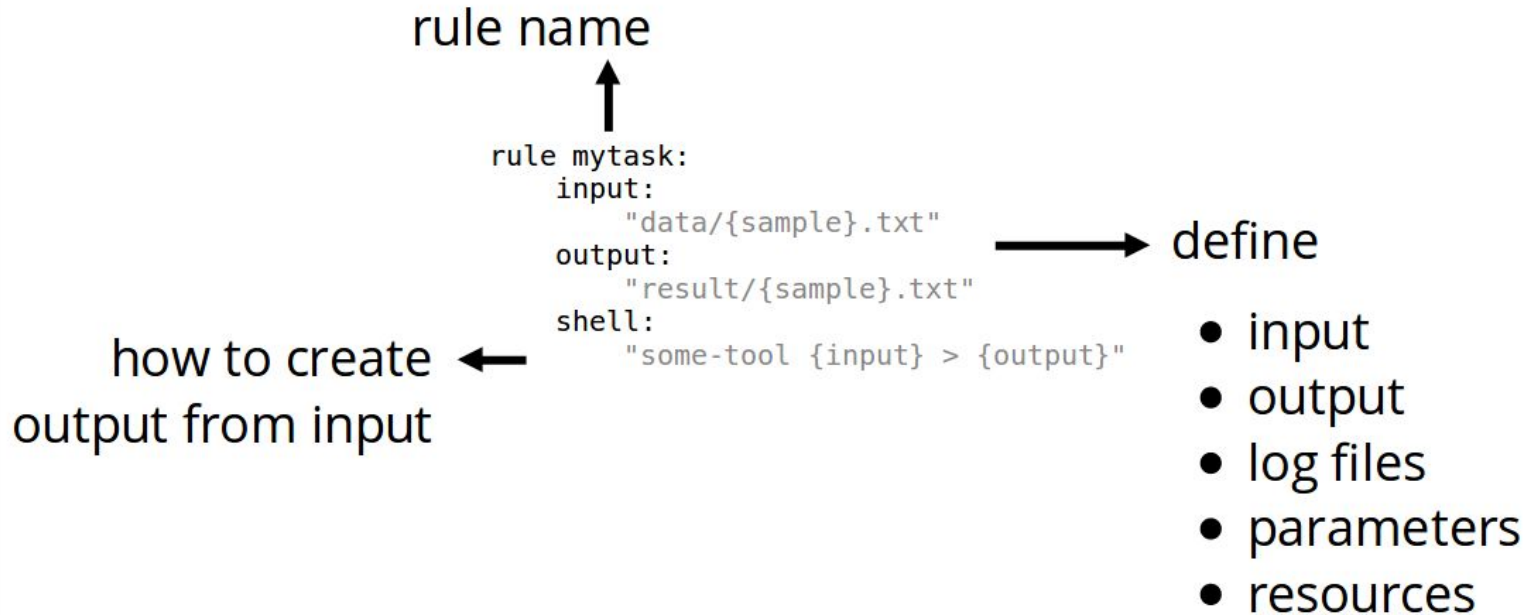 rule name
rule mytask:
input:
"data/{sample}.txt"
output:
"result/{sample}.txt"
shell:
"some-tool {input} > {output}"
how to create
output from input
define
● input
● output
● log files
● parameters
● resources